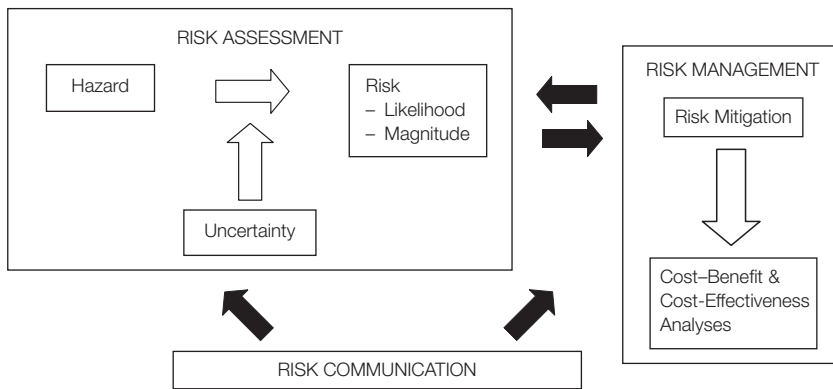 RISK ASSESSMENT
Hazard
Risk
– Likelihood
– Magnitude
Uncertainty
RISK MANAGEMENT
Risk Mitigation
Cost–Benefit &
Cost-Effectiveness
Analyses
RISK COMMUNICATION